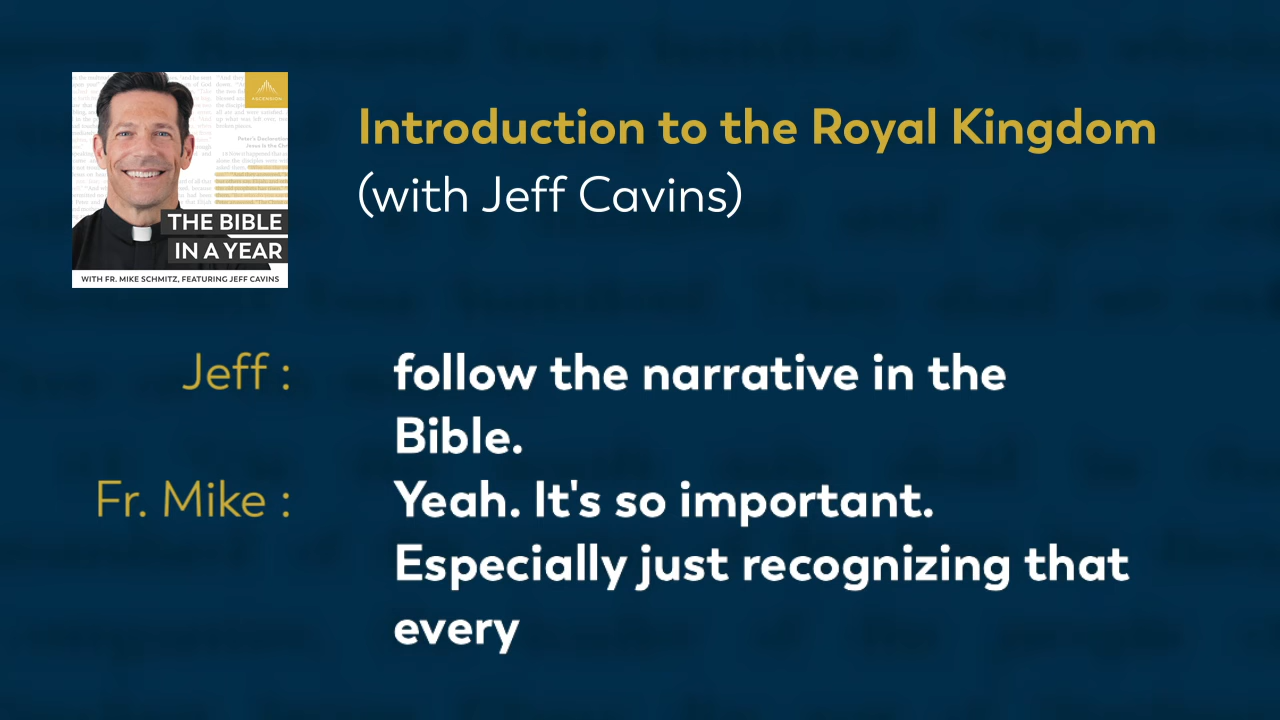 ASCENSION
THE BIBLE
IN A YEAR
WITH FR. MIKE SCHMITZ, FEATURING JEFF CAVINS
Introduction to the Royal Kingdom
(with Jeff Cavins)
Jeff : follow the narrative in the
Bible.
Fr. Mike : Yeah. It's so important.
Especially just recognizing that
every